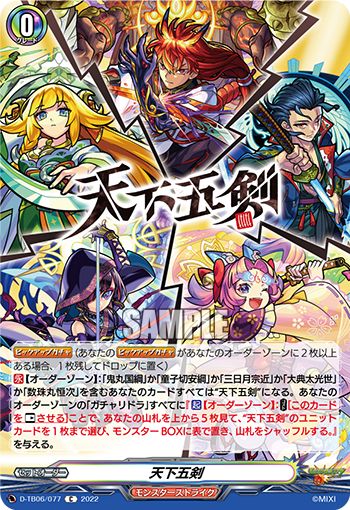 0
グレード
天下五剣
SAMPLE
ピックアップガチャ(あなたのピックアップガチャがあなたのオーダーゾーンに2枚以上
ある場合、1枚残してドロップに置く)
永【オーダーゾーン】:「鬼丸国綱」か「童子切安綱」か「三日月宗近」か「大典太光世」
か「数珠丸恒次」を含むあなたのカードすべては"天下五剣"になる。あなたの
オーダーゾーンの「ガチャリドラ」すべてに『起【オーダーゾーン】:【このカード
をさせる】ことで、あなたの山札を上から5枚見て、"天下五剣"のユニット
カードを1枚まで選び、モンスターBOXに表で置き、山札をシャッフルする。』
を与える。
天下五剣
D-TB06/077 C 2022
モンスターストライク
©MIXI